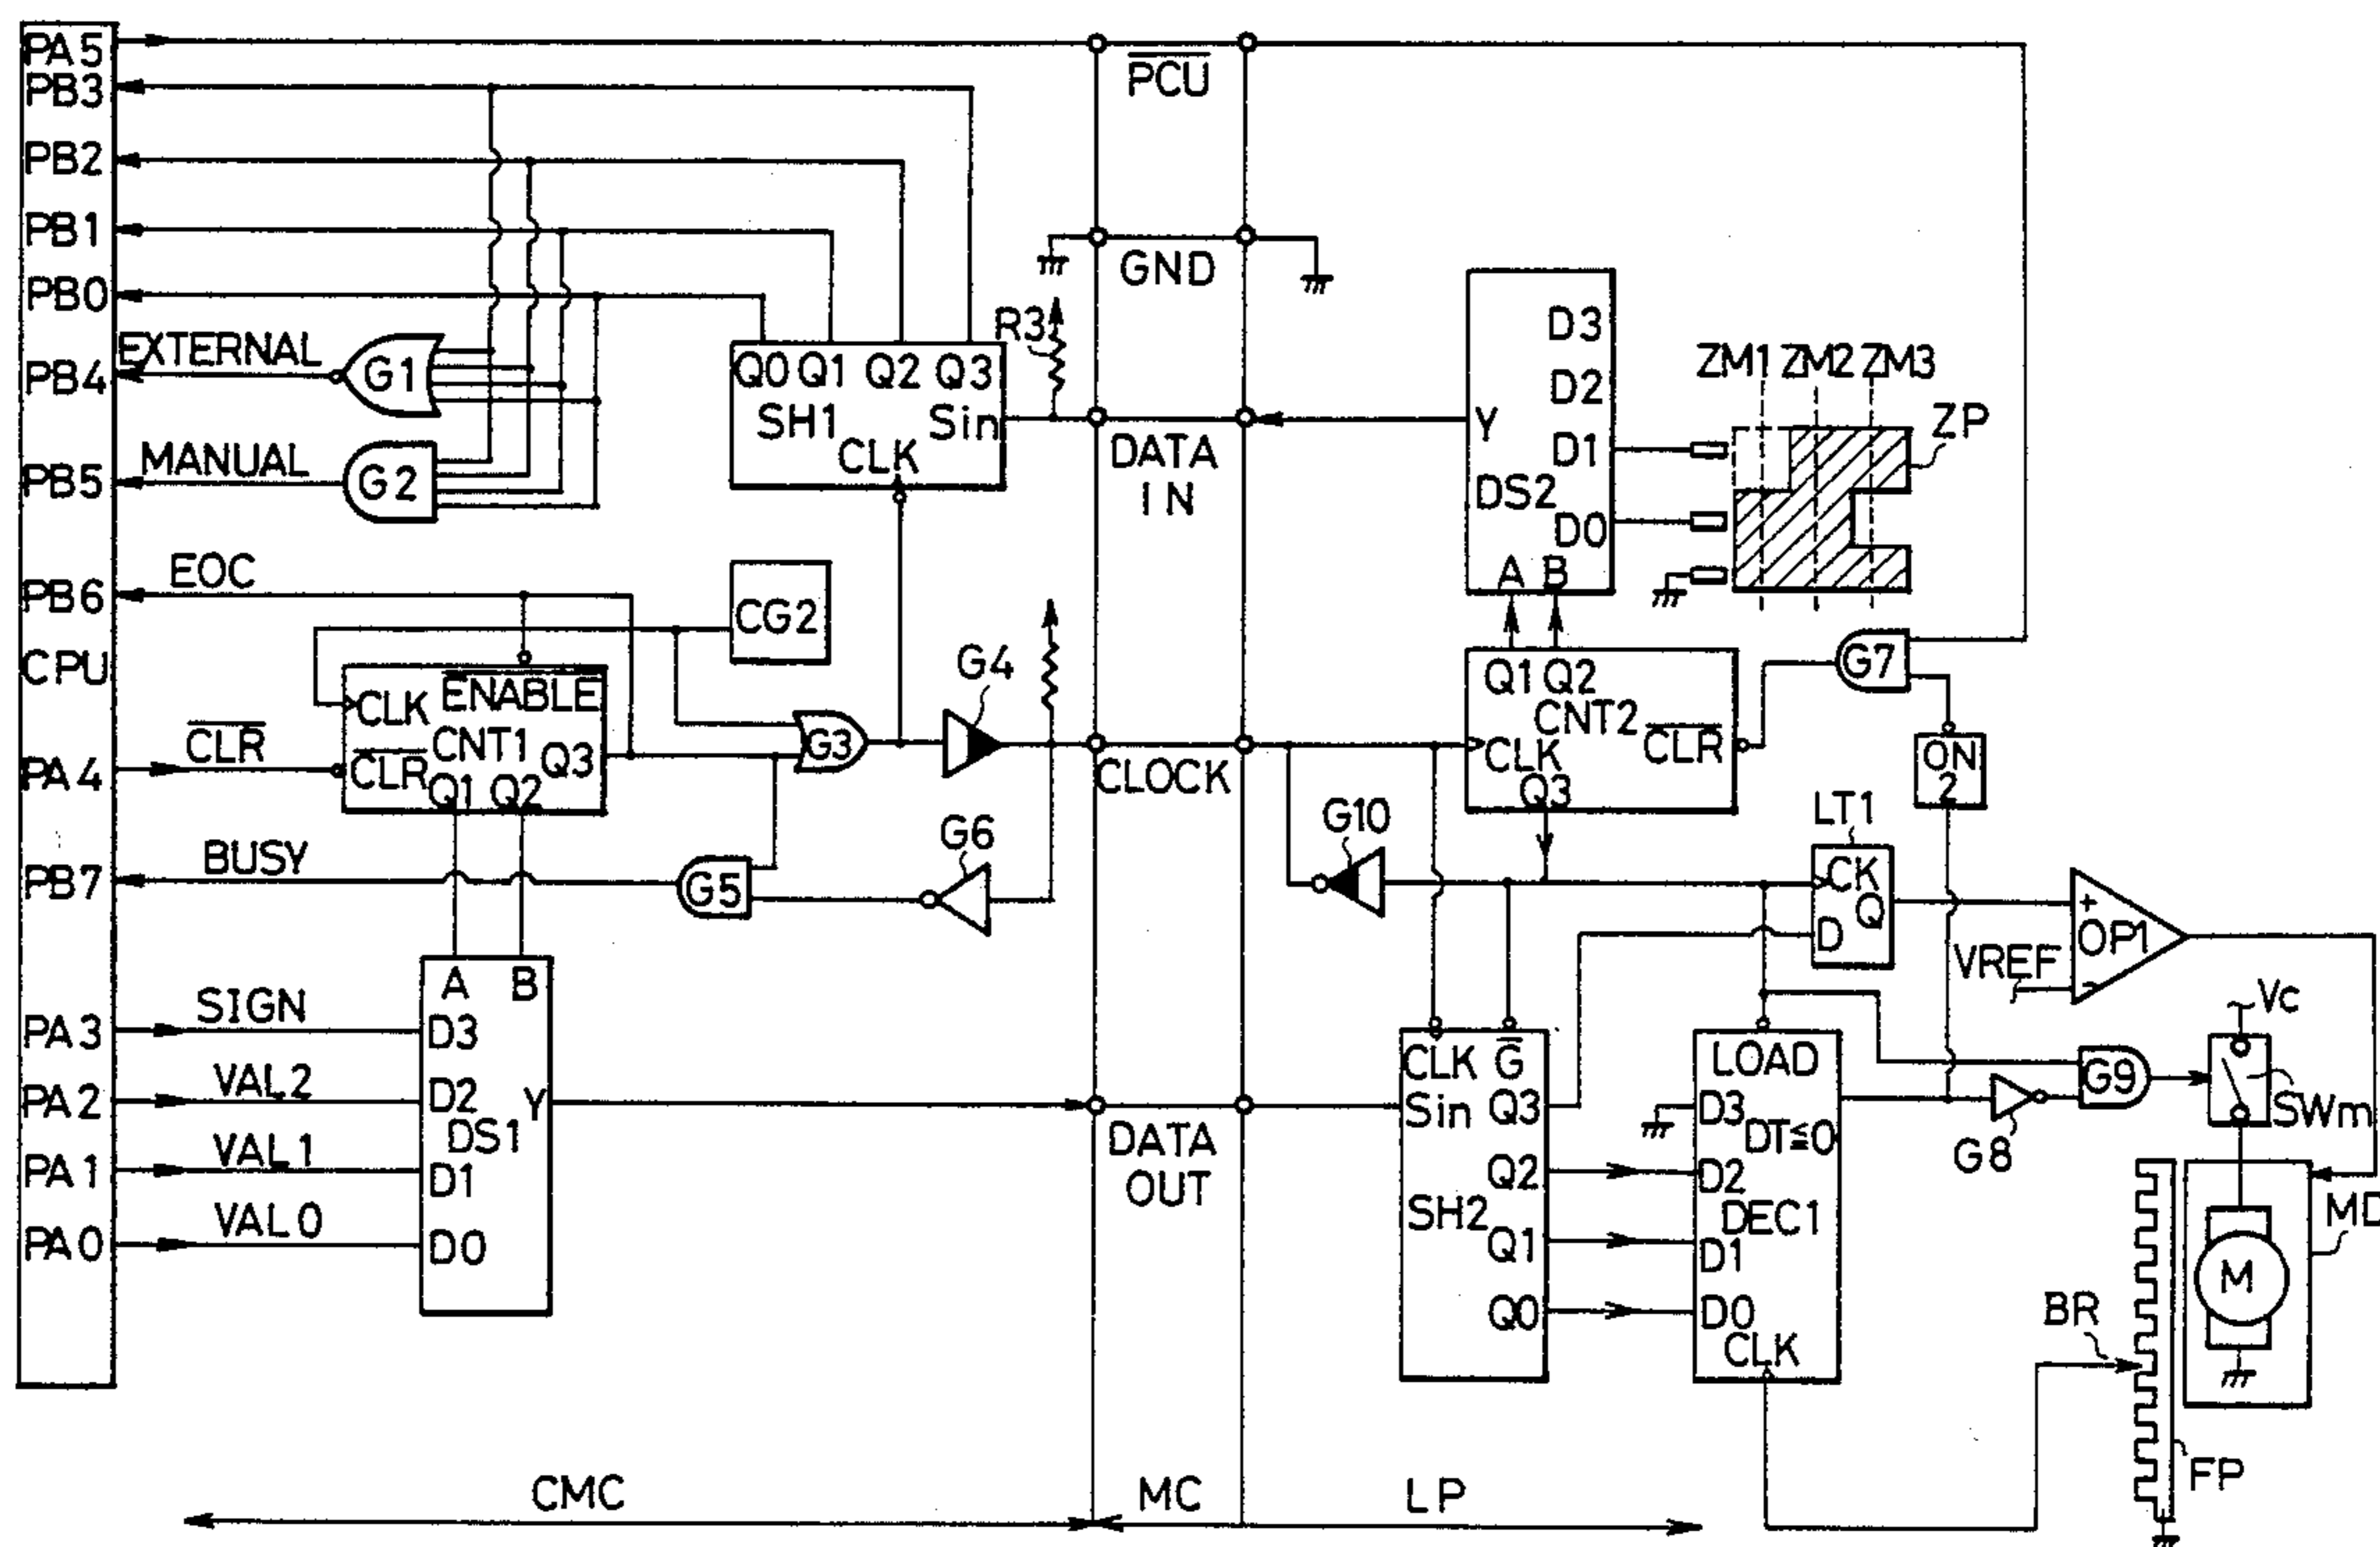 PA5
PB3
PB2
PB1
PB0
PB4
PB5
PB6
CPU
PA4
PB7
PA3
PA2
PA1
PA0
EXTERNAL
MANUAL
EOC
CLR
BUSY
SIGN
VAL2
VAL1
VAL0
G1
G2
Q0 Q1 Q2 Q3
SH1 Sin
CLK
R3
CG2
ENABLE
CLK
CNT1
CLR Q3
Q1 Q2
G3
G4
G5
G6
A B
D3
D2 Y
DS1
D1
D0
PCU
GND
DATA
IN
CLOCK
DATA
OUT
D3
D2
Y
D1
DS2
D0
A B
ZM1 ZM2 ZM3
ZP
G7
Q1 Q2
CNT2
CLK CLR
Q3
ON
2
G10
LT1
CK
Q
D
VREF
+
OP1
-
Vc
CLK G
Sin Q3
Q2
SH2
Q1
Q0
LOAD
D3
DT≦0
D2
DEC1
D1
D0
CLK
G8
G9
SWm
MD
M
BR
FP
CMC
MC
LP